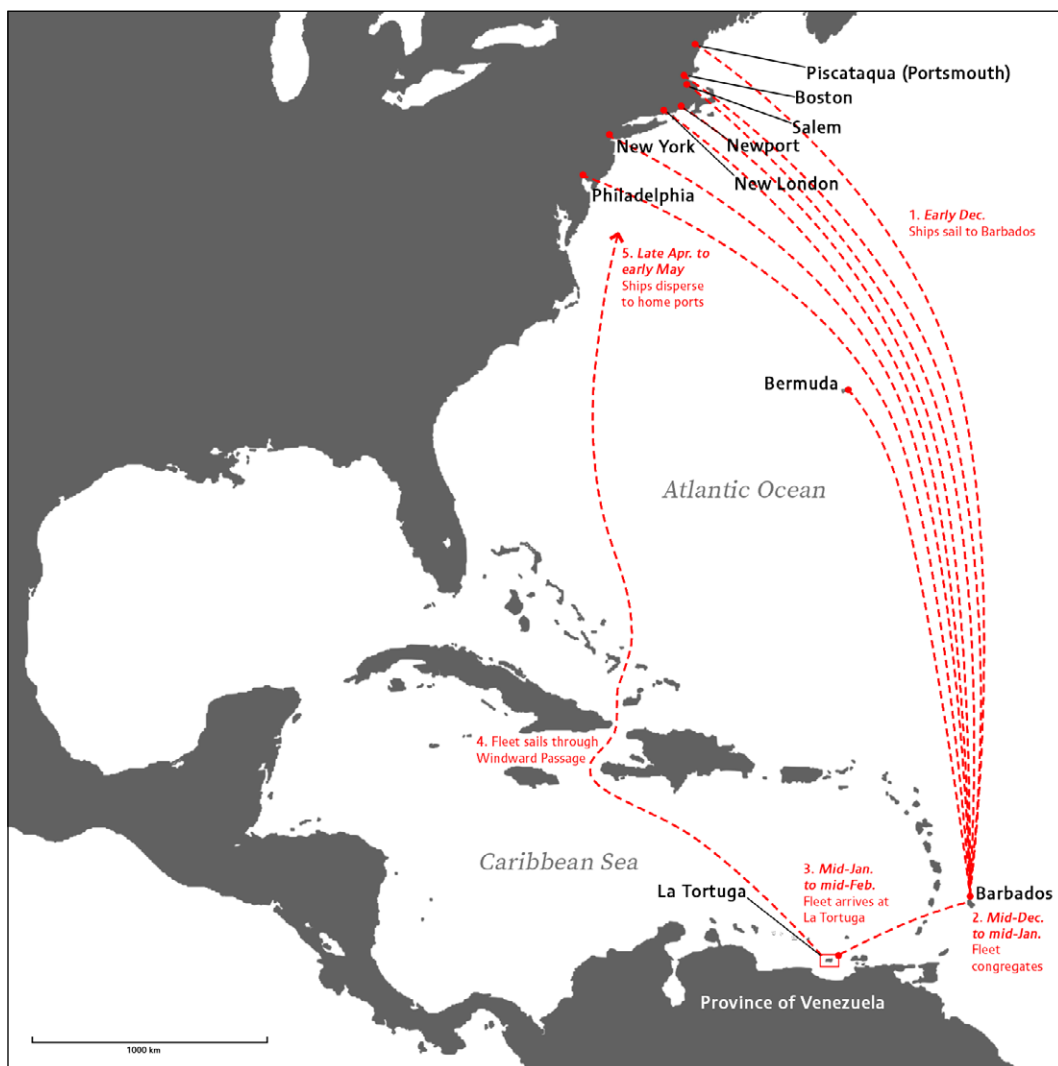 Piscataqua (Portsmouth)
Boston
Salem
New York
Newport
New London
Philadelphia
1. Early Dec.
Ships sail to Barbados
5. Late Apr. to
early May
Ships disperse
to home ports
Bermuda
Atlantic Ocean
4. Fleet sails through
Windward Passage
Caribbean Sea
3. Mid-Jan.
to mid-Feb.
Fleet arrives at
La Tortuga
La Tortuga
Barbados
2. Mid-Dec.
to mid-Jan.
Fleet
congregates
Province of Venezuela
1000 km